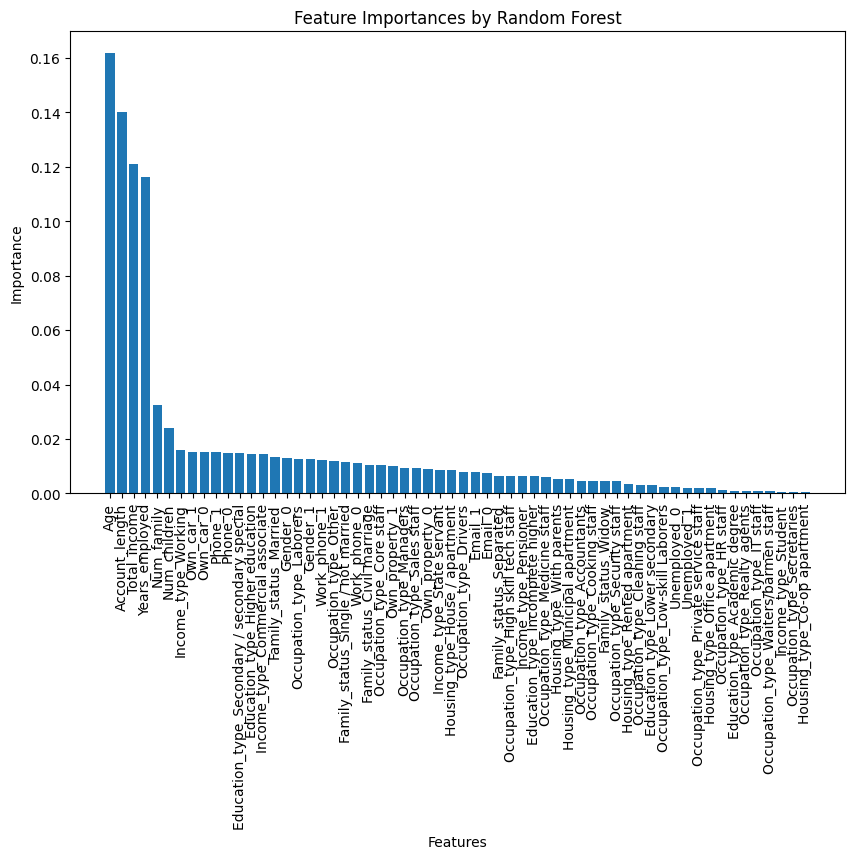 Feature Importances by Random Forest
Importance
0.16
0.14
0.12
0.10
0.08
0.06
0.04
0.02
0.00
Age
Account_length
Total_income
Years_employed
Num_family
Num_children
Income_type_Working
Own_car_1
Own_car_0
Phone_1
Phone_0
Education_type_Secondary / secondary special
Education_type_Higher education
Income_type_Commercial associate
Family_status_Married
Gender_0
Occupation_type_Laborers
Gender_1
Work_phone_1
Occupation_type_Other
Family_status_Single / not married
Work_phone_0
Family_status_Civil marriage
Occupation_type_Core staff
Own_property_1
Occupation_type_Managers
Occupation_type_Sales staff
Own_property_0
Income_type_State servant
Housing_type_House / apartment
Occupation_type_Drivers
Email_1
Email_0
Family_status_Separated
Occupation_type_High skill tech staff
Income_type_Pensioner
Education_type_Incomplete higher
Occupation_type_Medicine staff
Housing_type_With parents
Housing_type_Municipal apartment
Occupation_type_Accountants
Occupation_type_Cooking staff
Family_status_Widow
Occupation_type_Security staff
Housing_type_Rented apartment
Occupation_type_Cleaning staff
Education_type_Lower secondary
Occupation_type_Low-skill Laborers
Unemployed_0
Unemployed_1
Occupation_type_Private service staff
Housing_type_Office apartment
Occupation_type_HR staff
Education_type_Academic degree
Occupation_type_Realty agents
Occupation_type_IT staff
Occupation_type_Waiters/barmen staff
Income_type_Student
Occupation_type_Secretaries
Housing_type_Co-op apartment
Features